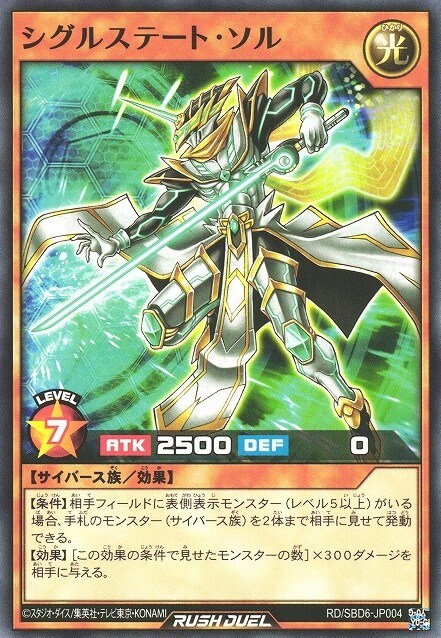 シグルステート・ソル
ひかり
光
LEVEL
7
ATK 2500 DEF 0
【サイバース族/効果】
【条件】相手フィールドに表側表示モンスター(レベル5以上)がいる
場合、手札のモンスター(サイバース族)を2体まで相手に見せて発動
できる。
【効果】[この効果の条件で見せたモンスターの数]×300ダメージを
相手に与える。
©スタジオ・ダイス/集英社・テレビ東京・KONAMI RUSH DUEL RD/SBD6-JP004